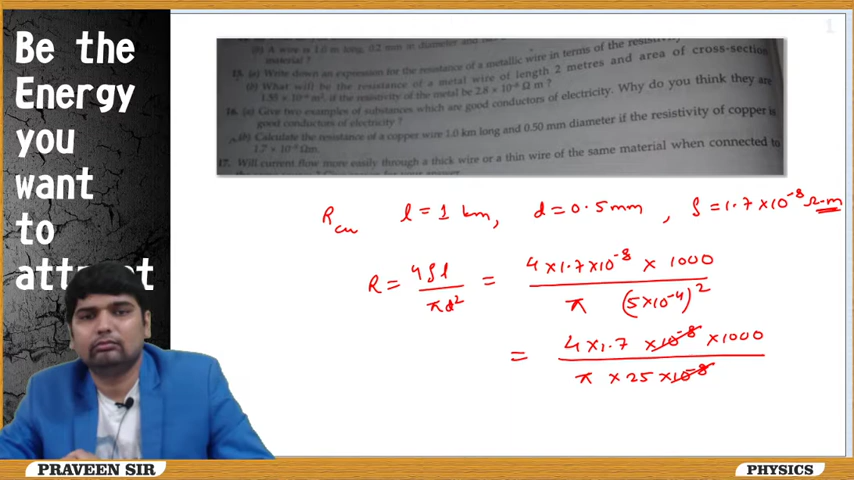 Be the
Energy
you
want
to
attract
1
(b) A wire is 1.0 m long, 0.2 mm in diameter and
material ?
15. (a) Write down an expression for the resistance of a metallic wire in terms of the
(b) What will be the resistance of a metal wire of length 2 metres and area of cross-section
1.55 × 10⁻⁶ m², if the resistivity of the metal be 2.8 × 10⁻⁸ Ω m ?
16. (a) Give two examples of substances which are good conductors of electricity. Why do you think they are
good conductors of electricity ?
(b) Calculate the resistance of a copper wire 1.0 km long and 0.50 mm diameter if the resistivity of copper is
1.7 × 10⁻⁸ Ωm.
17. Will current flow more easily through a thick wire or a thin wire of the same material when connected to
R_cu l = 1 km, d = 0.5 mm, ρ = 1.7 × 10⁻⁸ Ω-m
R = 4ρl / πd² = 4 × 1.7 × 10⁻⁸ × 1000 / π (5 × 10⁻⁴)²
= 4 × 1.7 × 10⁻⁸ × 1000 / π × 25 × 10⁻⁸
PRAVEEN SIR
PHYSICS